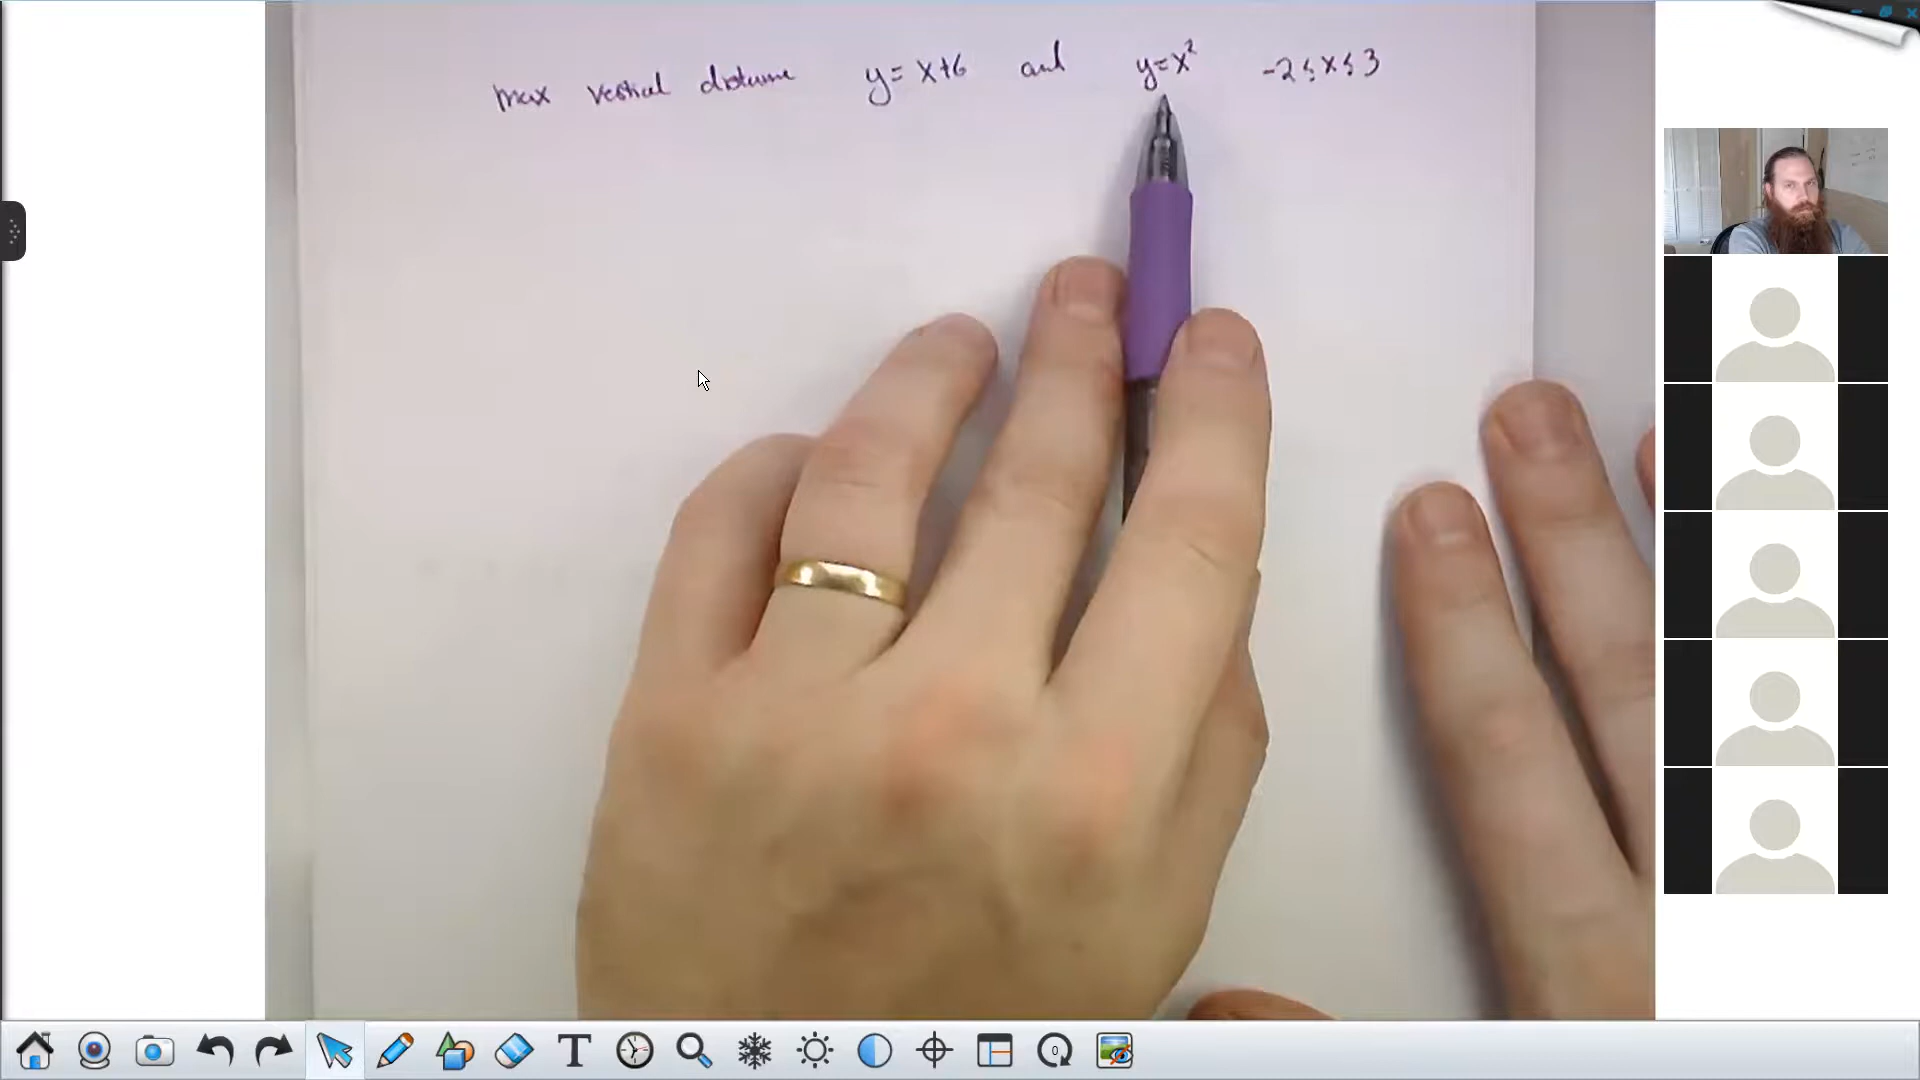 max vertical distance y = x+6 and y=x² -2≤x≤3